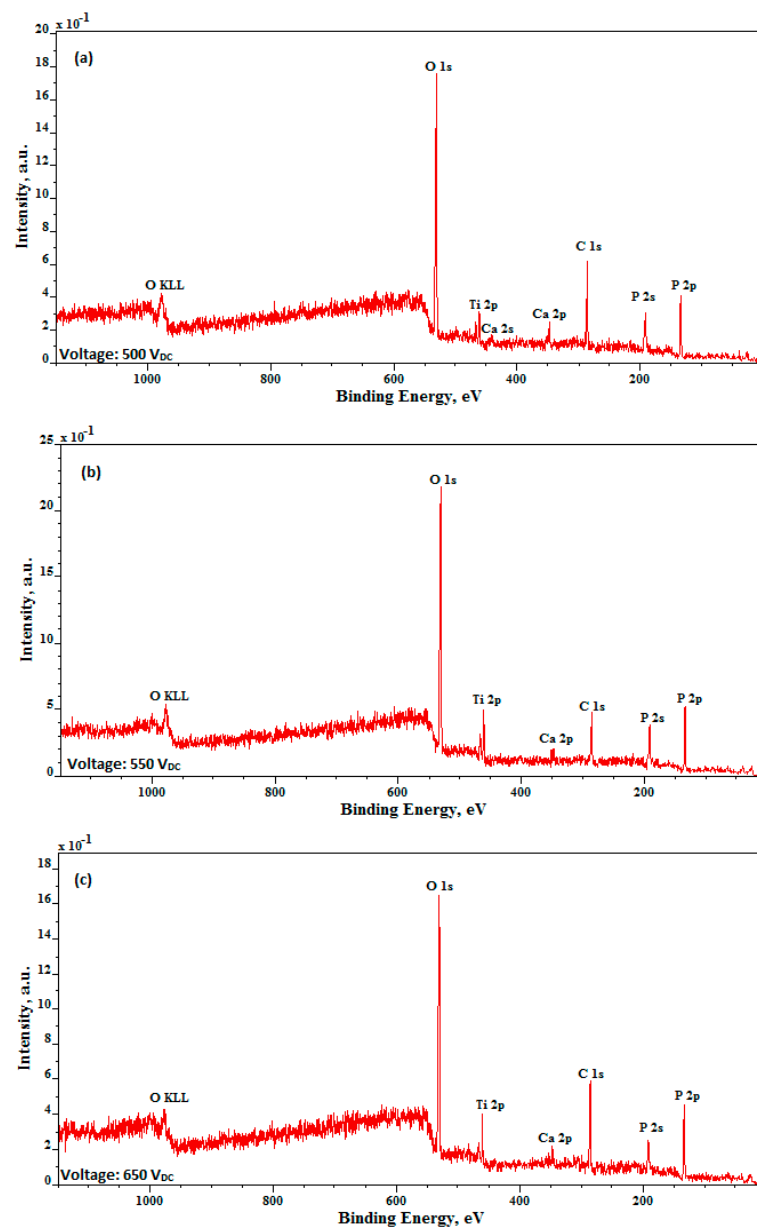 20 x 10⁻¹
(a)
O 1s
18
16
14
12
10
8
6
4
2
0
Intensity, a.u.
C 1s
O KLL
Ti 2p
Ca 2s
Ca 2p
P 2s
P 2p
Voltage: 500 V_DC
1000
800
600
400
200
Binding Energy, eV
25 x 10⁻¹
(b)
O 1s
20
15
10
5
0
Intensity, a.u.
O KLL
Ti 2p
Ca 2p
C 1s
P 2s
P 2p
Voltage: 550 V_DC
1000
800
600
400
200
Binding Energy, eV
x 10⁻¹
(c)
O 1s
18
16
14
12
10
8
6
4
2
0
Intensity, a.u.
C 1s
O KLL
Ti 2p
Ca 2p
P 2s
P 2p
Voltage: 650 V_DC
1000
800
600
400
200
Binding Energy, eV